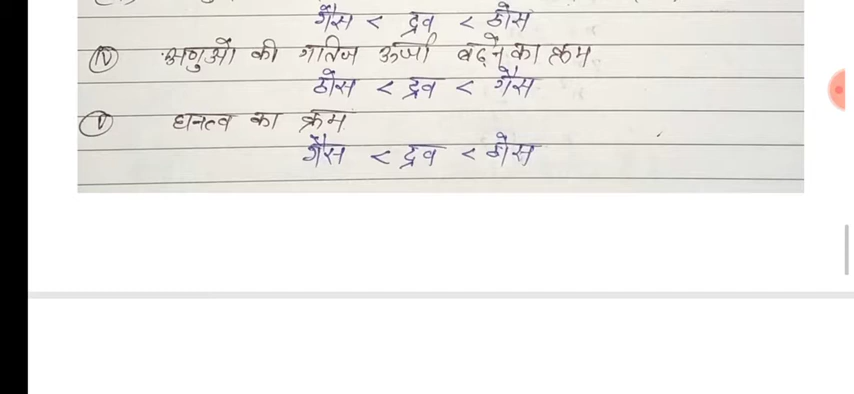 गैस < द्रव < ठोस
(IV) अणुओं की गतिज ऊर्जा बढ़ने का क्रम
ठोस < द्रव < गैस
(V) घनत्व का क्रम
गैस < द्रव < ठोस